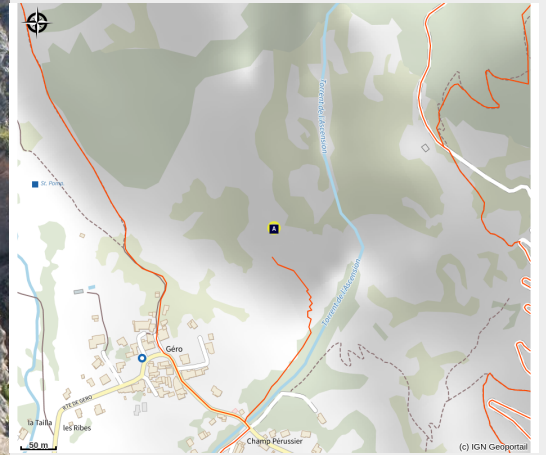 Torrent de l'Ascension
St. Pomp.
A
Torrent de l'Ascension
Géro
RTE DE GERO
la Tailla
les Ribes
Champ Pérussier
50 m
(c) IGN Geoportail